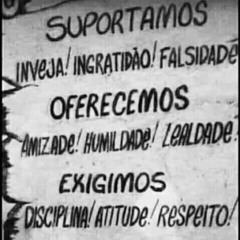 SUPORTAMOS
INVEJA! INGRATIDÃO! FALSIDADE
OFERECEMOS
AMIZADE! HUMILDADE! LEALDADE!
EXIGIMOS
DISCIPLINA! ATITUDE! RESPEITO!